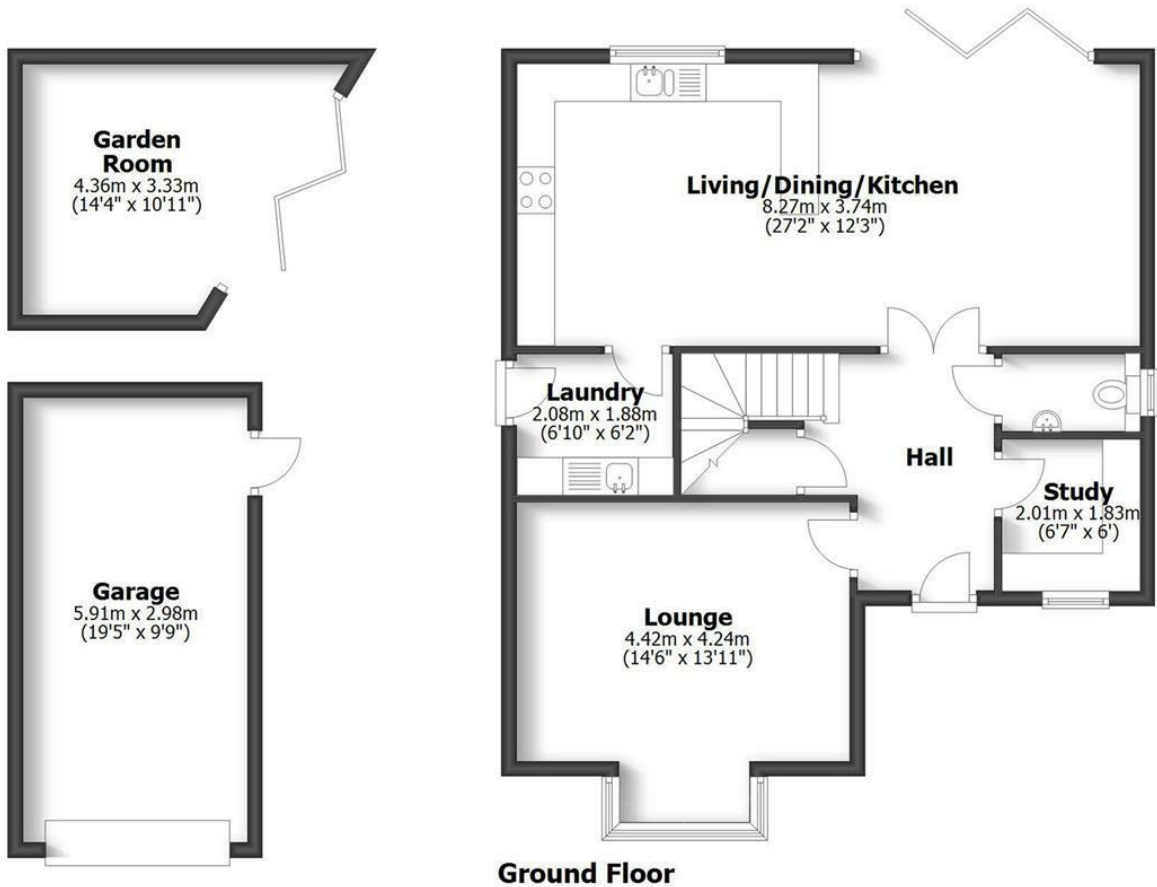 Garden
Room
4.36m x 3.33m
(14'4" x 10'11")
Living/Dining/Kitchen
8.27m x 3.74m
(27'2" x 12'3")
Laundry
2.08m x 1.88m
(6'10" x 6'2")
Hall
Study
2.01m x 1.83m
(6'7" x 6')
Garage
5.91m x 2.98m
(19'5" x 9'9")
Lounge
4.42m x 4.24m
(14'6" x 13'11")
Ground Floor